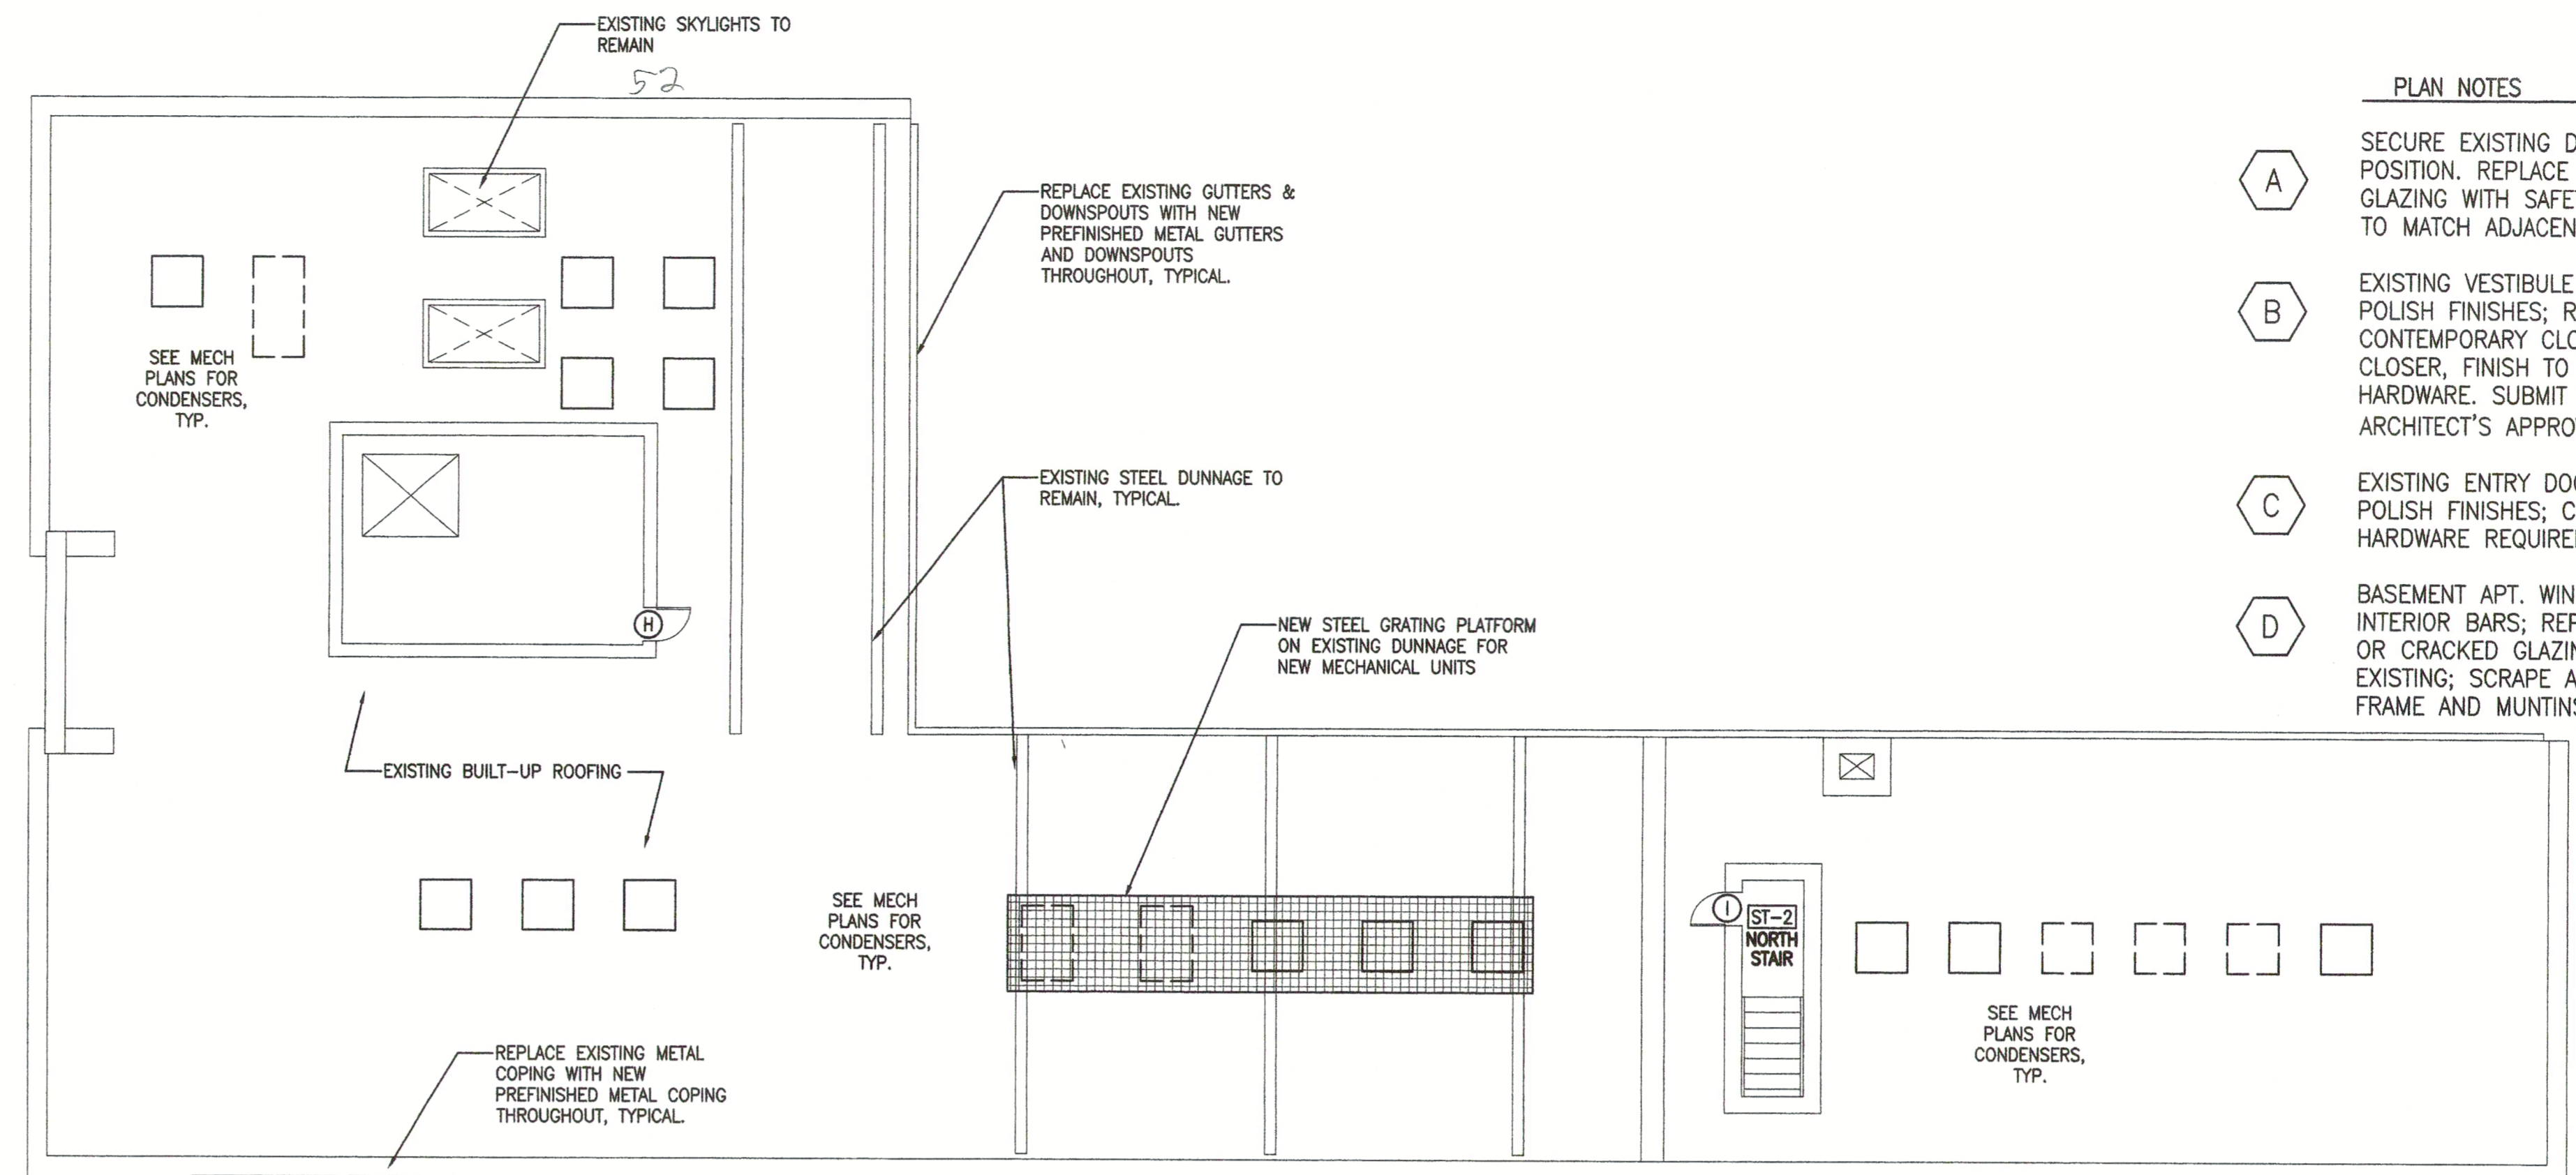 EXISTING SKYLIGHTS TO
REMAIN
52
REPLACE EXISTING GUTTERS &
DOWNSPOUTS WITH NEW
PREFINISHED METAL GUTTERS
AND DOWNSPOUTS
THROUGHOUT, TYPICAL.
SEE MECH
PLANS FOR
CONDENSERS,
TYP.
EXISTING STEEL DUNNAGE TO
REMAIN, TYPICAL.
H
NEW STEEL GRATING PLATFORM
ON EXISTING DUNNAGE FOR
NEW MECHANICAL UNITS
EXISTING BUILT-UP ROOFING
SEE MECH
PLANS FOR
CONDENSERS,
TYP.
I
ST-2
NORTH
STAIR
SEE MECH
PLANS FOR
CONDENSERS,
TYP.
REPLACE EXISTING METAL
COPING WITH NEW
PREFINISHED METAL COPING
THROUGHOUT, TYPICAL.
PLAN NOTES
A
SECURE EXISTING D
POSITION. REPLACE
GLAZING WITH SAFE
TO MATCH ADJACEN
B
EXISTING VESTIBULE
POLISH FINISHES; R
CONTEMPORARY CLO
CLOSER, FINISH TO
HARDWARE. SUBMIT
ARCHITECT'S APPRO
C
EXISTING ENTRY DOO
POLISH FINISHES; C
HARDWARE REQUIRE
D
BASEMENT APT. WIN
INTERIOR BARS; REP
OR CRACKED GLAZIN
EXISTING; SCRAPE A
FRAME AND MUNTINS